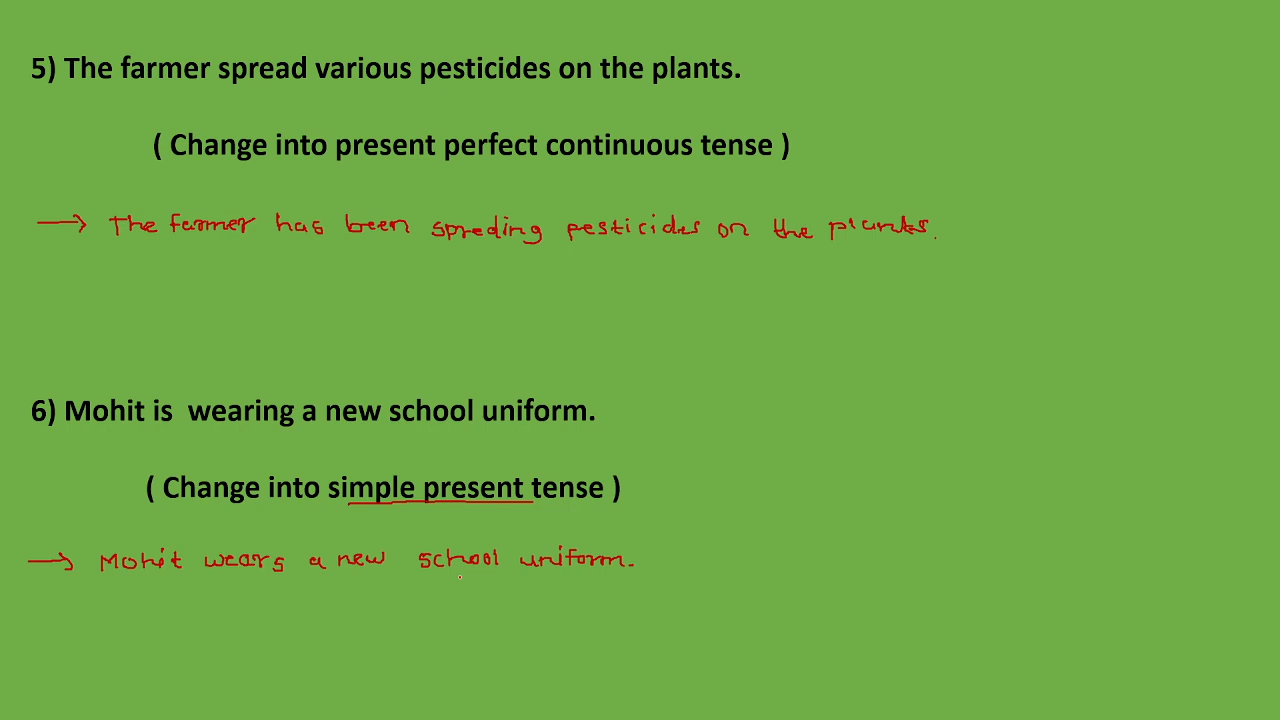 5) The farmer spread various pesticides on the plants.
( Change into present perfect continuous tense )
→ The farmer has been spreding pesticides on the plants.
6) Mohit is  wearing a new school uniform.
( Change into simple present tense )
→ Mohit wears a new school uniform.